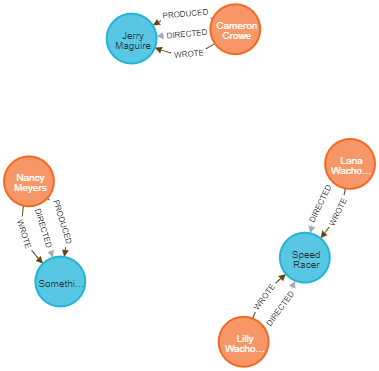 PRODUCED
Cameron
Crowe
Jerry
Maguire
DIRECTED
WROTE
Nancy
Meyers
Lana
Wacho...
WROTE
DIRECTED
PRODUCED
DIRECTED
WROTE
Somethi...
Speed
Racer
WROTE
DIRECTED
Lilly
Wacho...